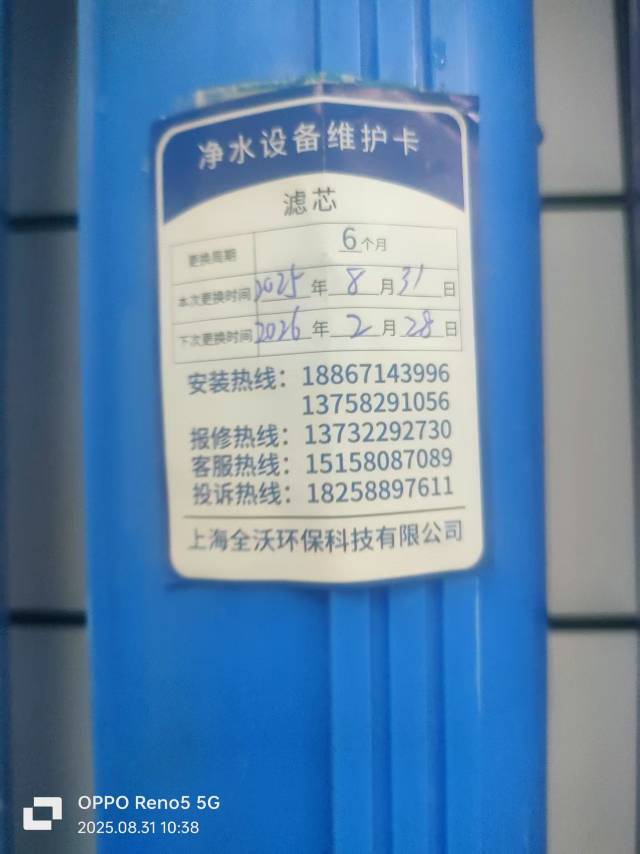 净水设备维护卡
滤芯
更换周期 6个月
本次更换时间 2025年 8月 31日
下次更换时间 2026年 2月 28日
安装热线：18867143996
13758291056
报修热线：13732292730
客服热线：15158087089
投诉热线：18258897611
上海全沃环保科技有限公司
OPPO Reno5 5G
2025.08.31 10:38